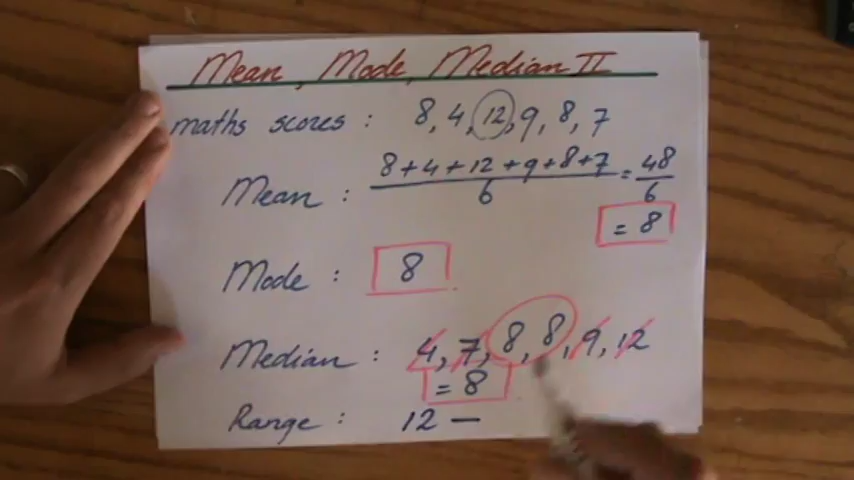 Mean, Mode, Median II
maths scores : 8, 4, 12, 9, 8, 7
Mean : 8+4+12+9+8+7 / 6 = 48 / 6
= 8
Mode : 8
Median : 4, 7, 8, 8, 9, 12
= 8
Range : 12 —